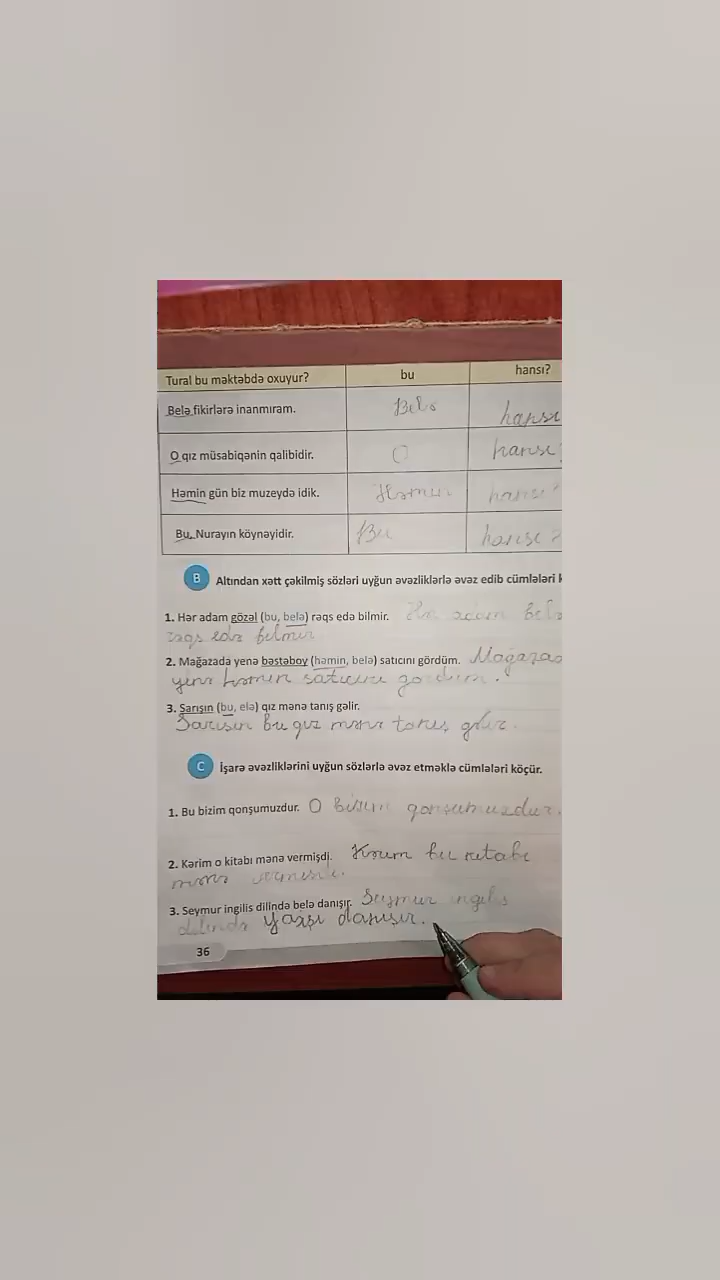 Tural bu məktəbdə oxuyur? bu hansı?
Belə fikirlərə inanmıram. Belə hansı
O qız müsabiqənin qalibidir. O hansı?
Həmin gün biz muzeydə idik. Həmin hansı?
Bu, Nurayın köynəyidir. Bu hansı?
B Altından xətt çəkilmiş sözləri uyğun əvəzliklərlə əvəz edib cümlələri k
1. Hər adam gözəl (bu, belə) rəqs edə bilmir. Hər adam belə
rəqs edə bilmir.
2. Mağazada yenə bəstəboy (həmin, belə) satıcını gördüm. Mağazad
yenə həmin satıcını gördüm.
3. Sarışın (bu, elə) qız mənə tanış gəlir.
Sarışın bu qız mənə tanış gəlir.
C İşarə əvəzliklərini uyğun sözlərlə əvəz etməklə cümlələri köçür.
1. Bu bizim qonşumuzdur. O bizim qonşumuzdur.
2. Kərim o kitabı mənə vermişdi. Kərim bu kitabı
mənə vermişdi.
3. Seymur ingilis dilində belə danışır. Seymur ingilis
dilində yaxşı danışır.
36